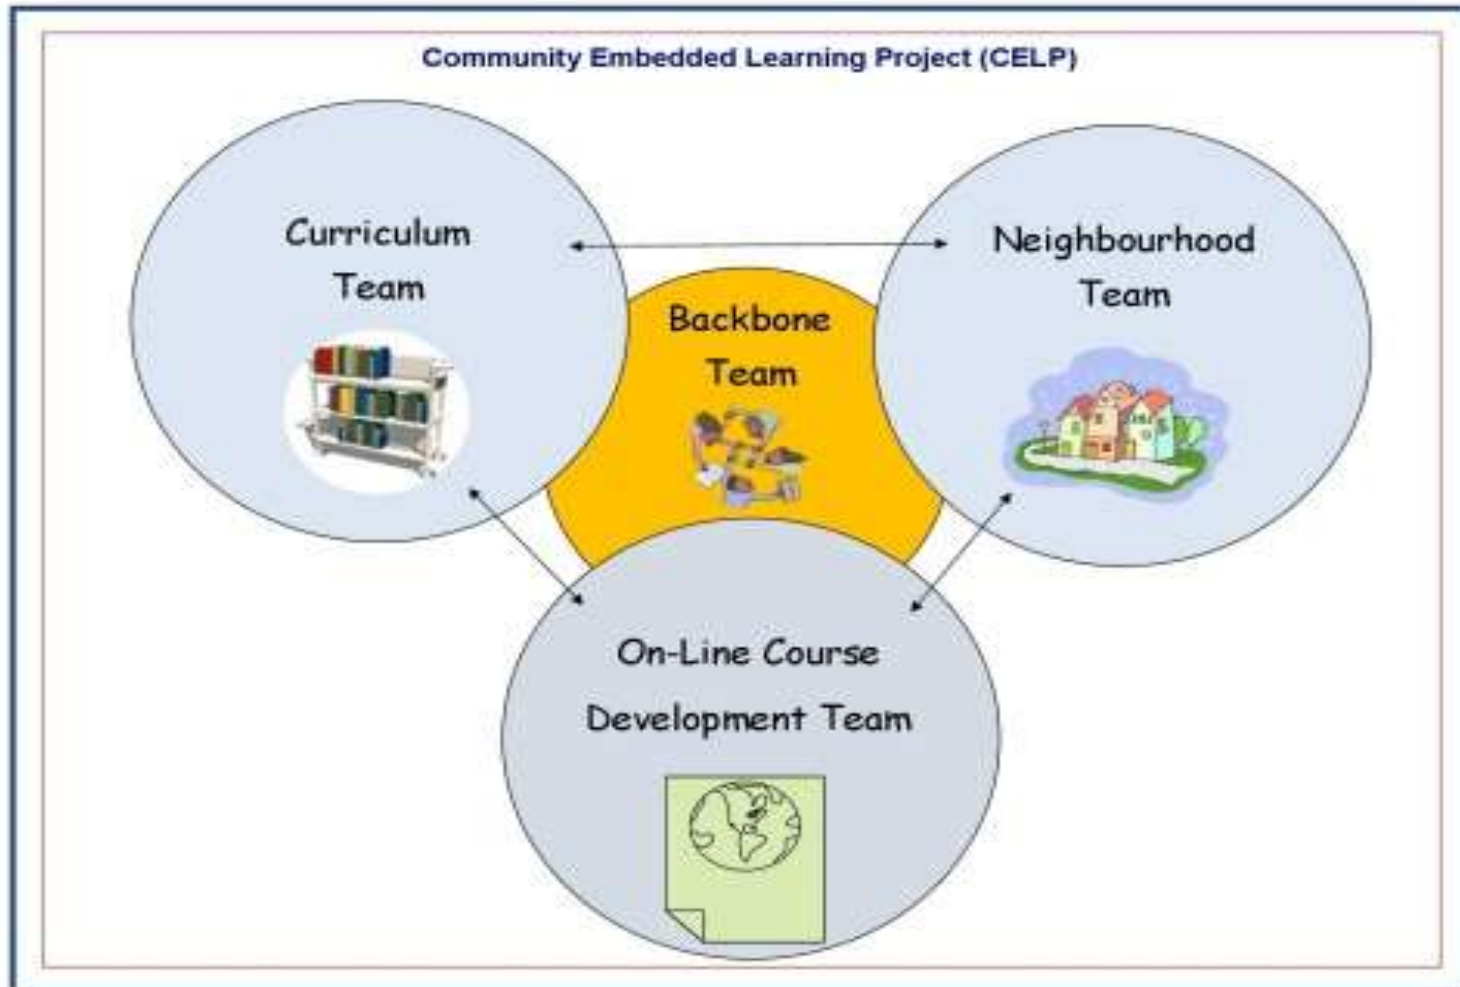 Community Embedded Learning Project (CELP)
Curriculum
Team
Neighbourhood
Team
Backbone
Team
On-Line Course
Development Team